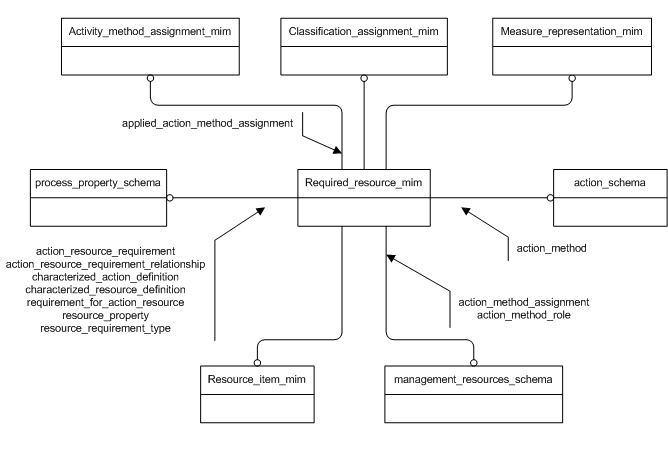 Activity_method_assignment_mim
Classification_assignment_mim
Measure_representation_mim
applied_action_method_assignment
process_property_schema
Required_resource_mim
action_schema
action_resource_requirement
action_resource_requirement_relationship
characterized_action_definition
characterized_resource_definition
requirement_for_action_resource
resource_property
resource_requirement_type
action_method
action_method_assignment
action_method_role
Resource_item_mim
management_resources_schema